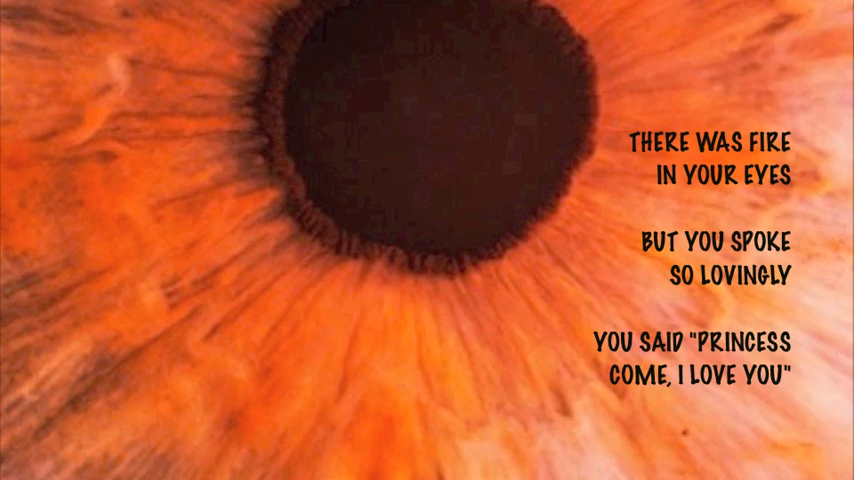 THERE WAS FIRE
IN YOUR EYES
BUT YOU SPOKE
SO LOVINGLY
YOU SAID "PRINCESS
COME, I LOVE YOU"